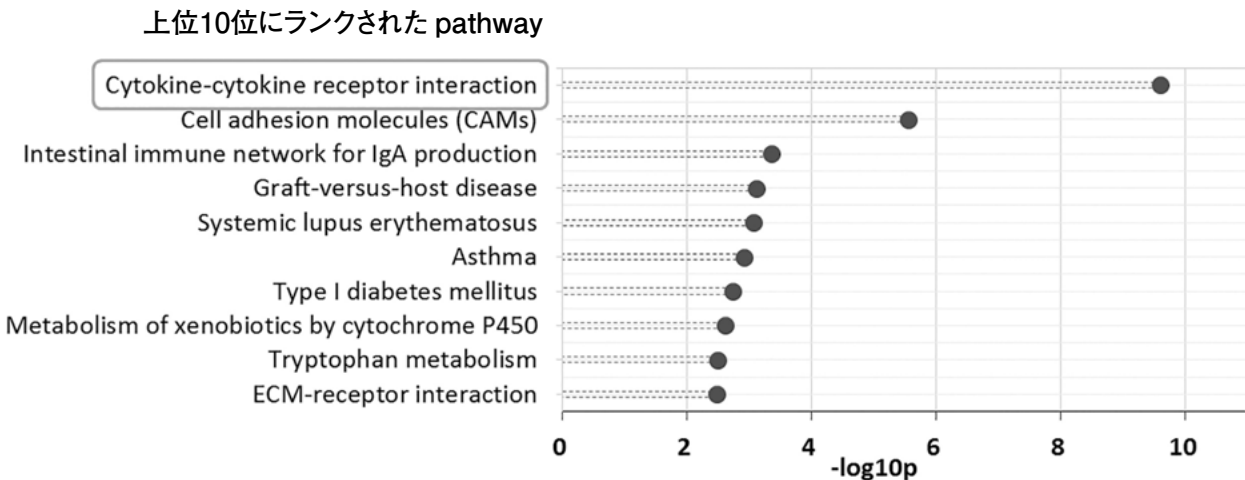 上位10位にランクされた pathway
Cytokine-cytokine receptor interaction
Cell adhesion molecules (CAMs)
Intestinal immune network for IgA production
Graft-versus-host disease
Systemic lupus erythematosus
Asthma
Type I diabetes mellitus
Metabolism of xenobiotics by cytochrome P450
Tryptophan metabolism
ECM-receptor interaction
0 2 4 6 8 10
-log10p